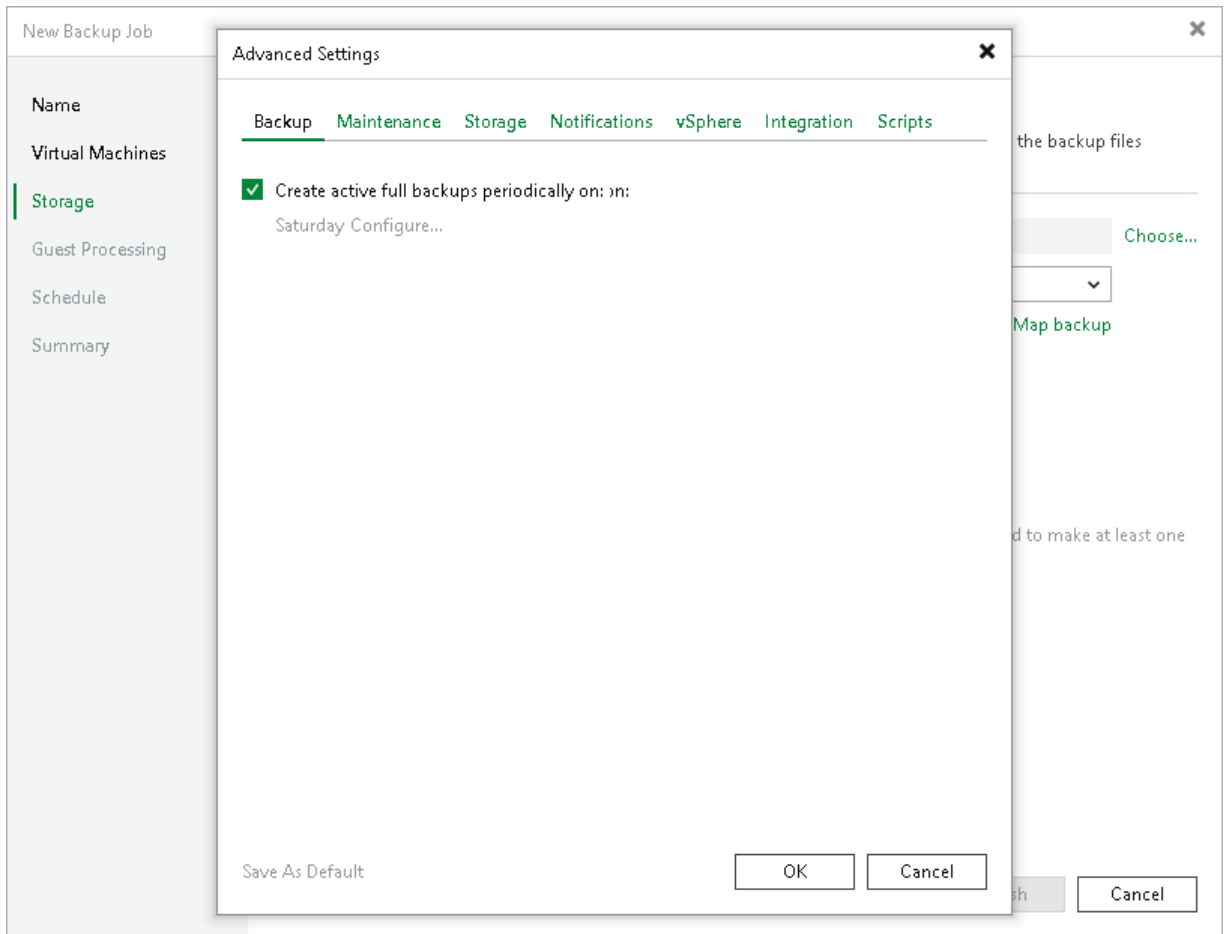 New Backup Job
Advanced Settings
Name
Virtual Machines
Storage
Guest Processing
Schedule
Summary
Backup Maintenance Storage Notifications vSphere Integration Scripts
Create active full backups periodically on: on:
Saturday Configure...
the backup files
Choose...
Map backup
d to make at least one
Save As Default
OK
Cancel
sh
Cancel